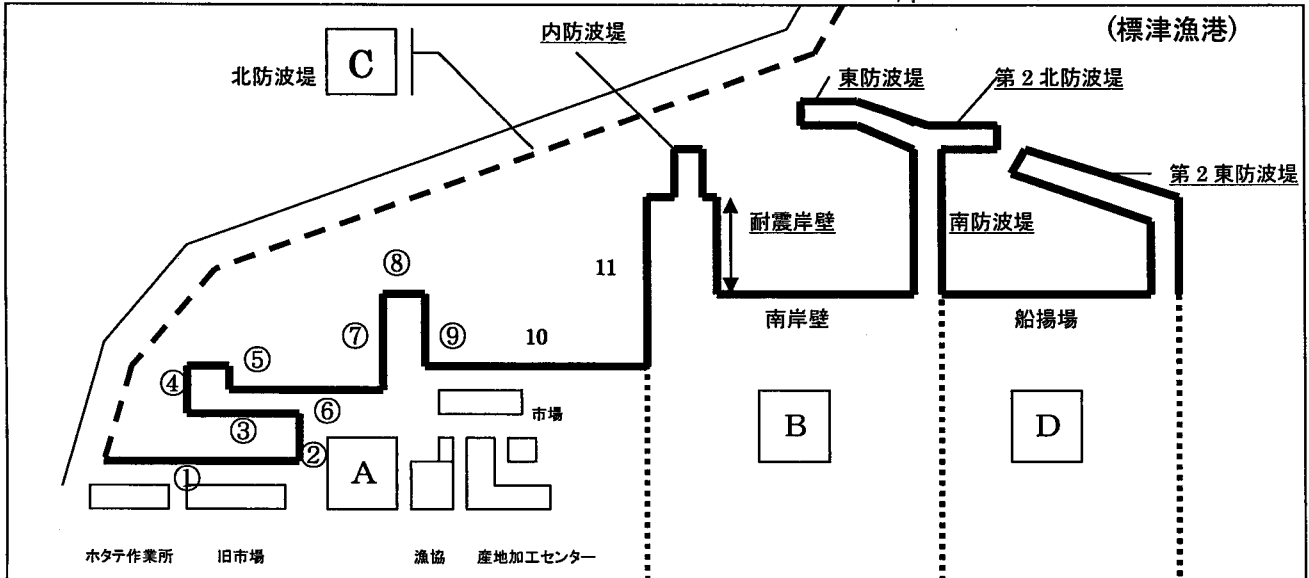 (標津漁港)
内防波堤
北防波堤
C
東防波堤
第2北防波堤
第2東防波堤
耐震岸壁
南防波堤
⑧
11
南岸壁
船揚場
⑦
⑨
10
⑤
④
⑥
③
②
①
市場
A
B
D
ホタテ作業所
旧市場
漁協
産地加工センター